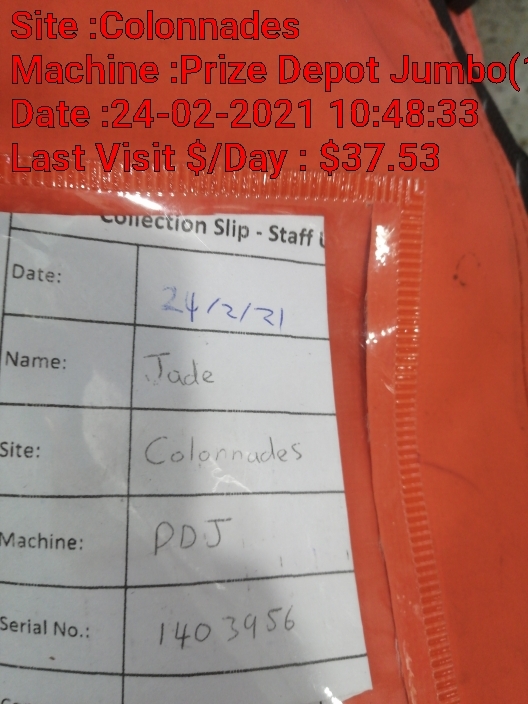 Site :Colonnades
Machine :Prize Depot Jumbo(
Date :24-02-2021 10:48:33
Last Visit $/Day : $37.53
Collection Slip - Staff
Date: 24/2/21
Name: Jade
Site: Colonnades
Machine: PDJ
Serial No.: 1403956